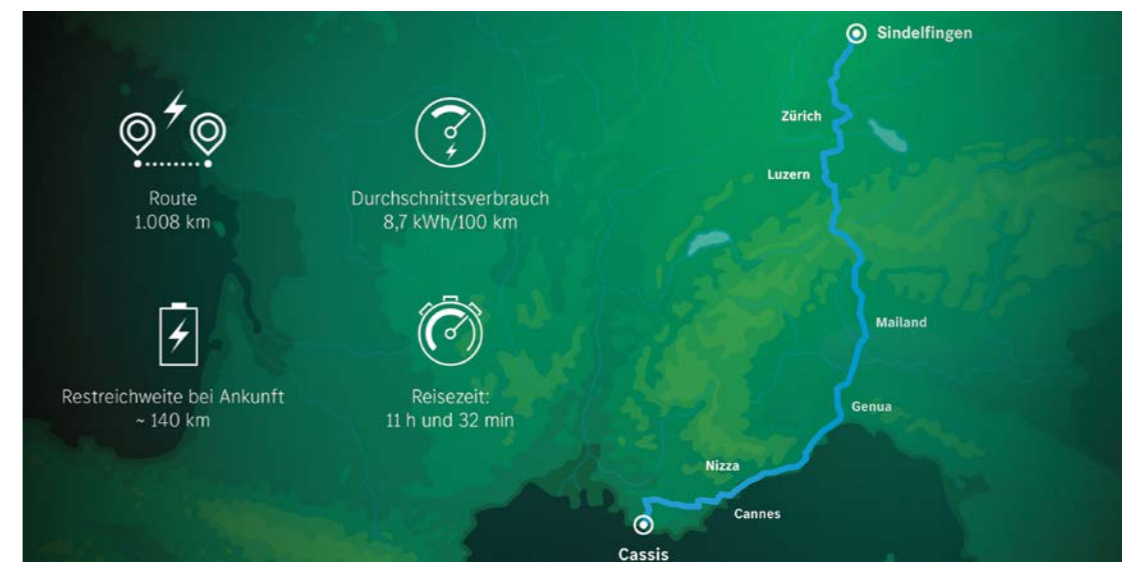 Route
1.008 km
Durchschnittsverbrauch
8,7 kWh/100 km
Restreichweite bei Ankunft
~ 140 km
Reisezeit:
11 h und 32 min
Sindelfingen
Zürich
Luzern
Mailand
Genua
Nizza
Cannes
Cassis